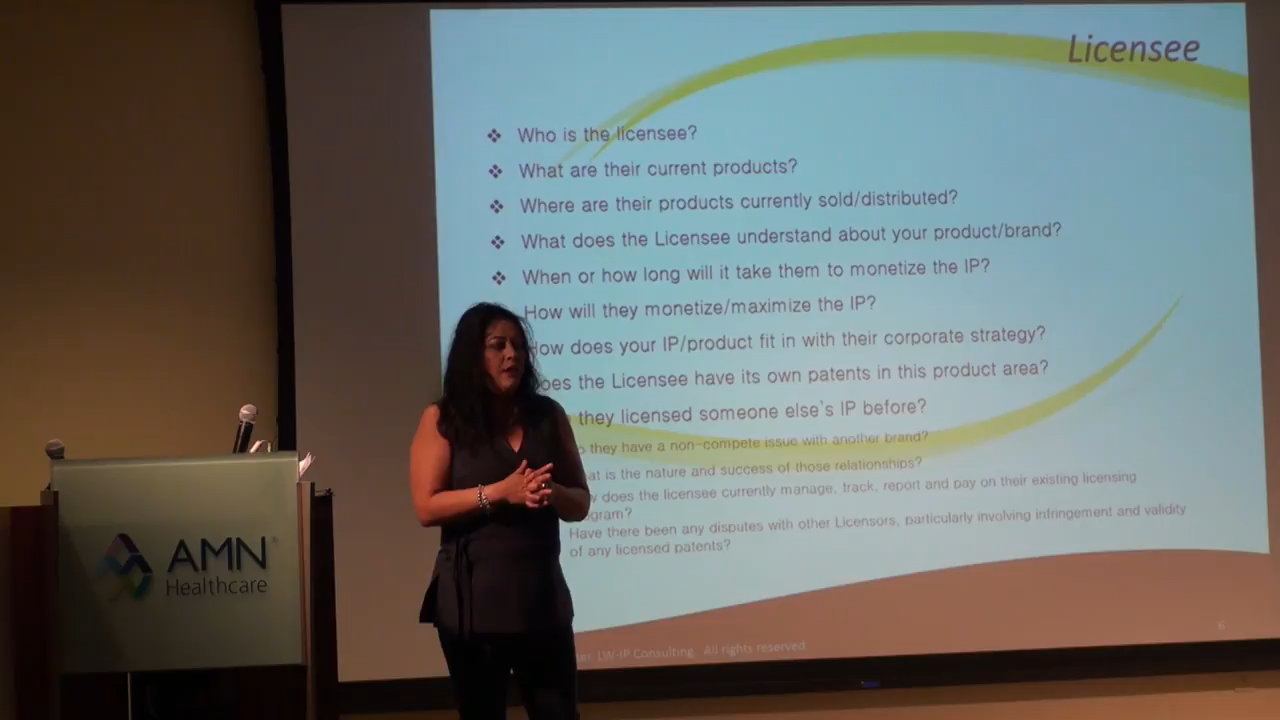 Licensee
❖ Who is the licensee?
❖ What are their current products?
❖ Where are their products currently sold/distributed?
❖ What does the Licensee understand about your product/brand?
❖ When or how long will it take them to monetize the IP?
How will they monetize/maximize the IP?
How does your IP/product fit in with their corporate strategy?
oes the Licensee have its own patents in this product area?
they licensed someone else's IP before?
they have a non-compete issue with another brand?
at is the nature and success of those relationships?
does the licensee currently manage, track, report and pay on their existing licensing
gram?
Have there been any disputes with other Licensors, particularly involving infringement and validity
of any licensed patents?
LW-IP Consulting. All rights reserved
AMN
Healthcare